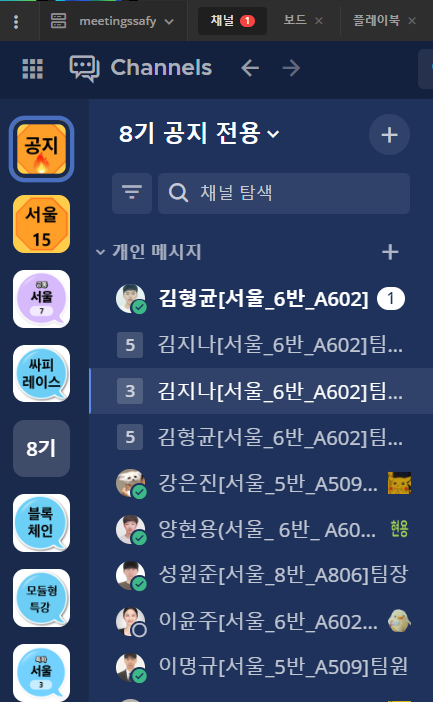 meetingssafy
채널 1
보드
플레이북
Channels
공지
서울
15
공통
서울
7
싸피
레이스
8기
블록
체인
모듈형
특강
특화
서울
3
8기 공지 전용
채널 탐색
개인 메시지
김형균[서울_6반_A602] 1
5 김지나[서울_6반_A602]팀...
3 김지나[서울_6반_A602]팀...
5 김형균[서울_6반_A602]팀...
강은진[서울_5반_A509...
양현용(서울_ 6반_ A60... 현용
성원준[서울_8반_A806]팀장
이윤주[서울_6반_A602...
이명규[서울_5반_A509]팀원